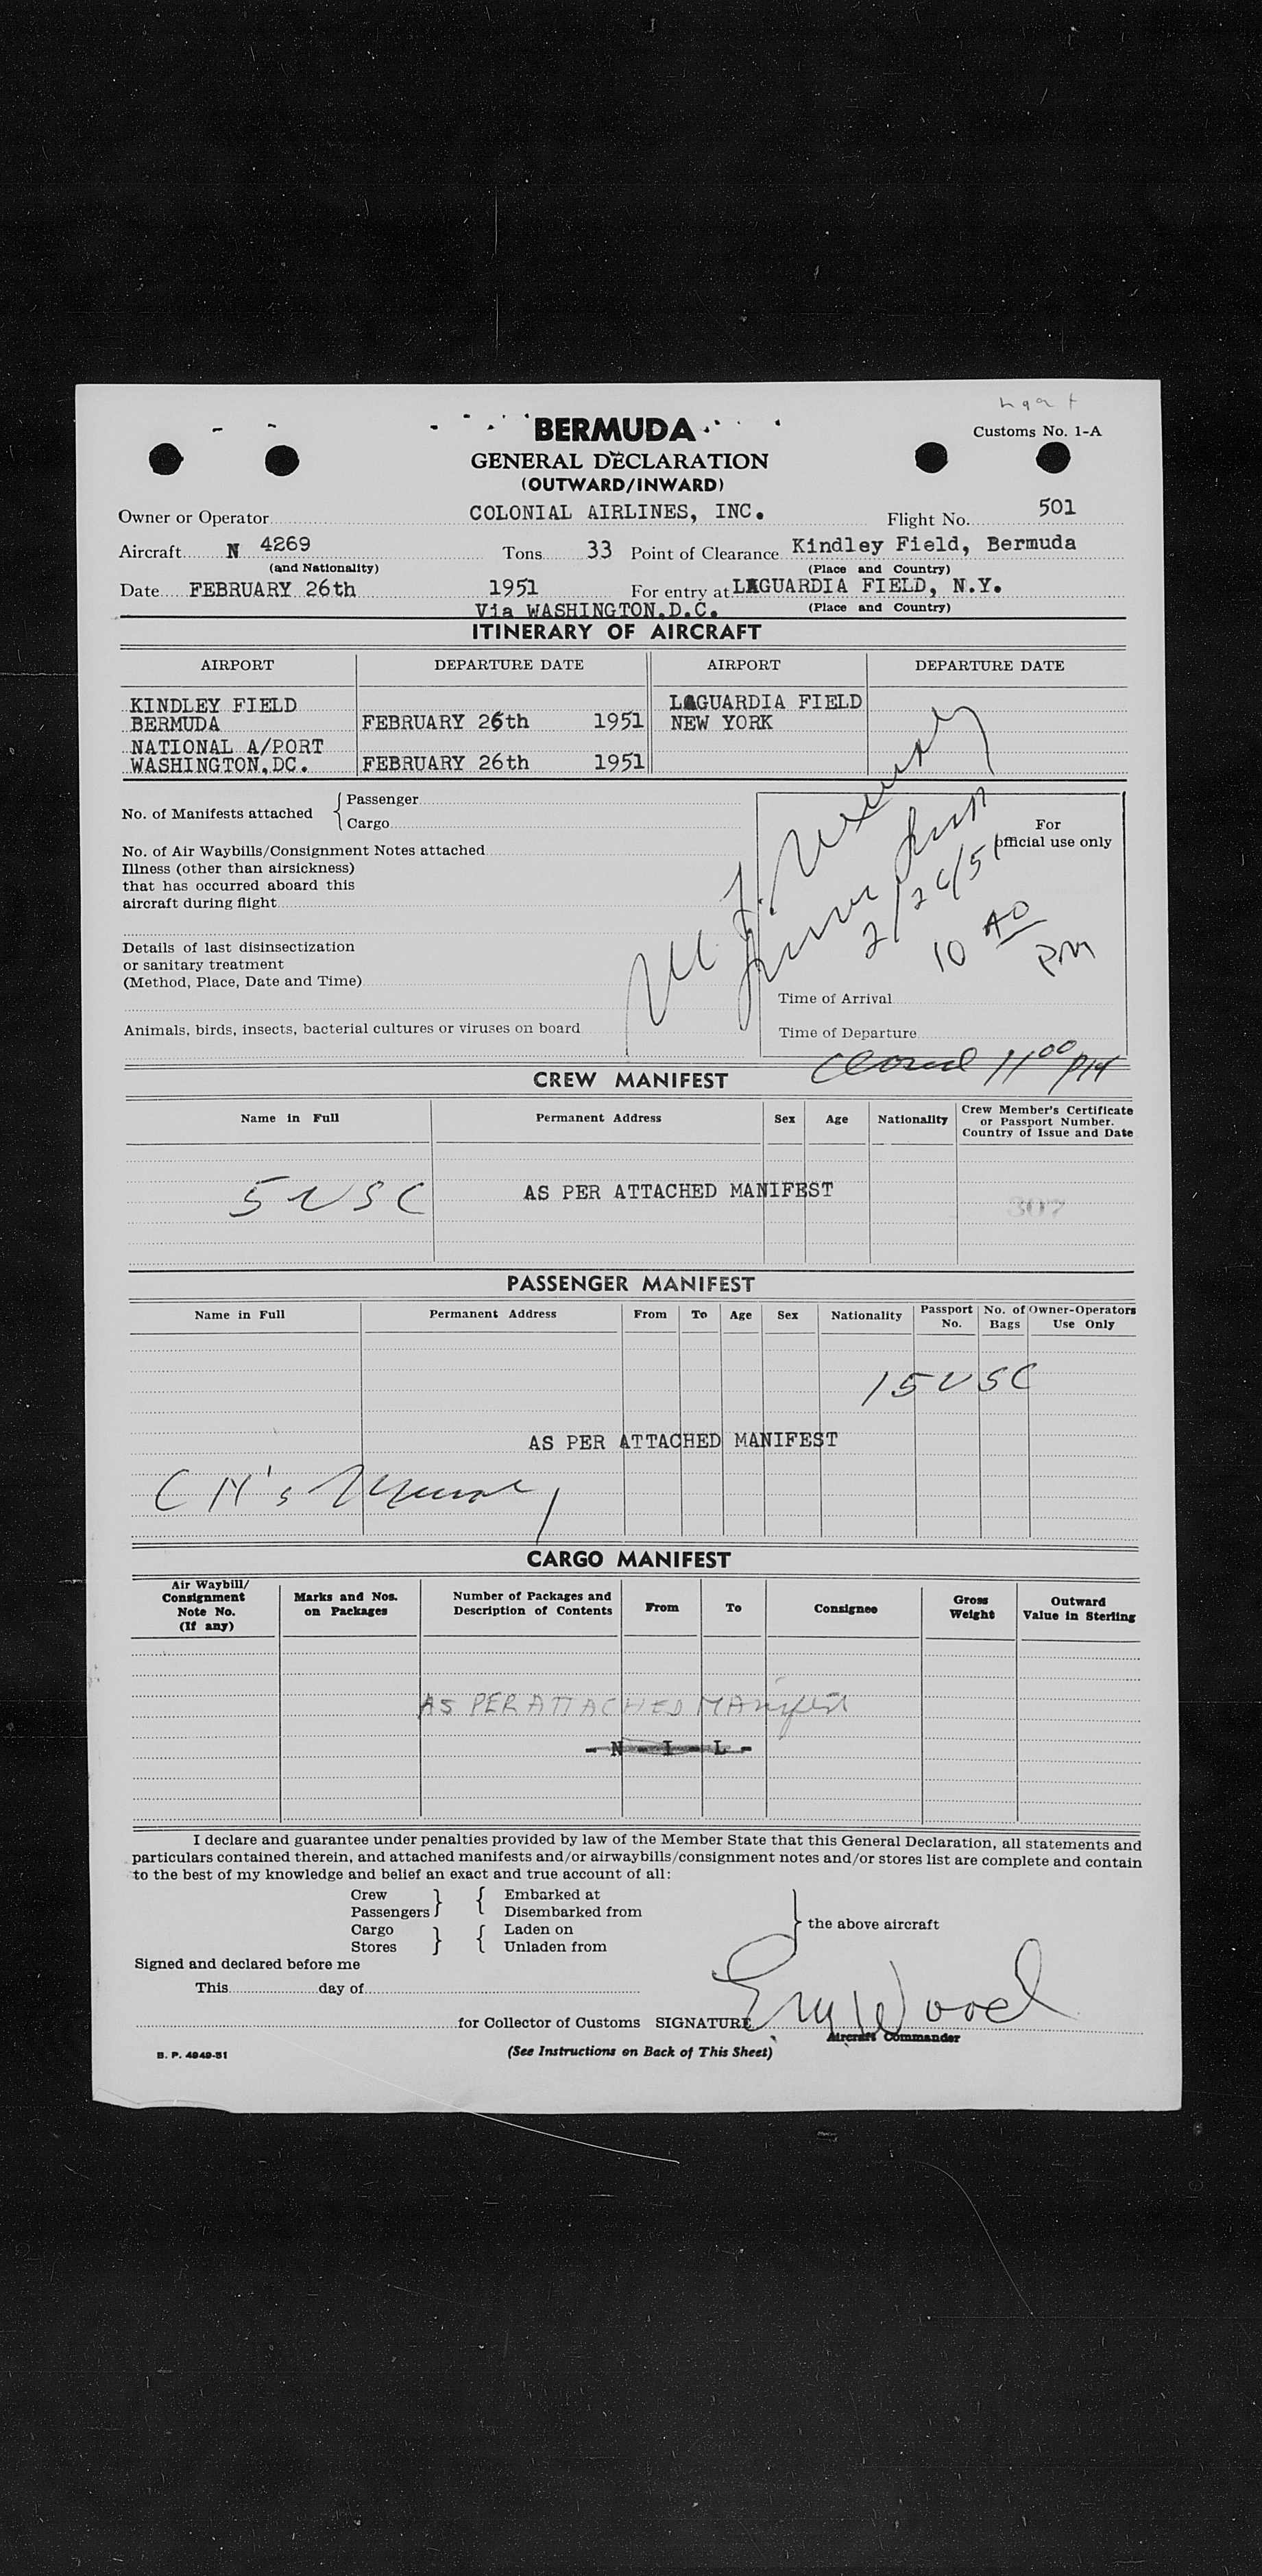 Customs No. 1-A
BERMUDA
GENERAL DECLARATION
(OUTWARD/INWARD)
Owner or Operator COLONIAL AIRLINES, INC. Flight No. 501
Aircraft N 4269 Tons 33 Point of Clearance Kindley Field, Bermuda
(and Nationality) (Place and Country)
Date FEBRUARY 26th 1951 For entry at LAGUARDIA FIELD, N.Y.
Via WASHINGTON,D.C. (Place and Country)
ITINERARY OF AIRCRAFT
AIRPORT DEPARTURE DATE AIRPORT DEPARTURE DATE
KINDLEY FIELD LAGUARDIA FIELD
BERMUDA FEBRUARY 26th 1951 NEW YORK
NATIONAL A/PORT
WASHINGTON,DC. FEBRUARY 26th 1951
No. of Manifests attached Passenger
Cargo
No. of Air Waybills/Consignment Notes attached
Illness (other than airsickness)
that has occurred aboard this
aircraft during flight
Details of last disinsectization
or sanitary treatment
(Method, Place, Date and Time)
Animals, birds, insects, bacterial cultures or viruses on board
For
official use only
2/26/51
10 40
PM
Time of Arrival
Time of Departure
Closed 11 00 PM
CREW MANIFEST
Name in Full Permanent Address Sex Age Nationality Crew Member's Certificate
or Passport Number.
Country of Issue and Date
5 USC AS PER ATTACHED MANIFEST
307
PASSENGER MANIFEST
Name in Full Permanent Address From To Age Sex Nationality Passport No. No. of Bags Owner-Operators Use Only
15 USC
AS PER ATTACHED MANIFEST
CARGO MANIFEST
Air Waybill/
Consignment
Note No.
(If any)
Marks and Nos.
on Packages
Number of Packages and
Description of Contents
From To Consignee
Gross
Weight
Outward
Value in Sterling
AS PER ATTACHED MANifest
- N - I - L -
I declare and guarantee under penalties provided by law of the Member State that this General Declaration, all statements and
particulars contained therein, and attached manifests and/or airwaybills/consignment notes and/or stores list are complete and contain
to the best of my knowledge and belief an exact and true account of all:
Crew Embarked at
Passengers Disembarked from
Cargo Laden on the above aircraft
Stores Unladen from
Signed and declared before me
This day of
for Collector of Customs SIGNATURE EmWood
Aircraft Commander
B. P. 4949-51 (See Instructions on Back of This Sheet)